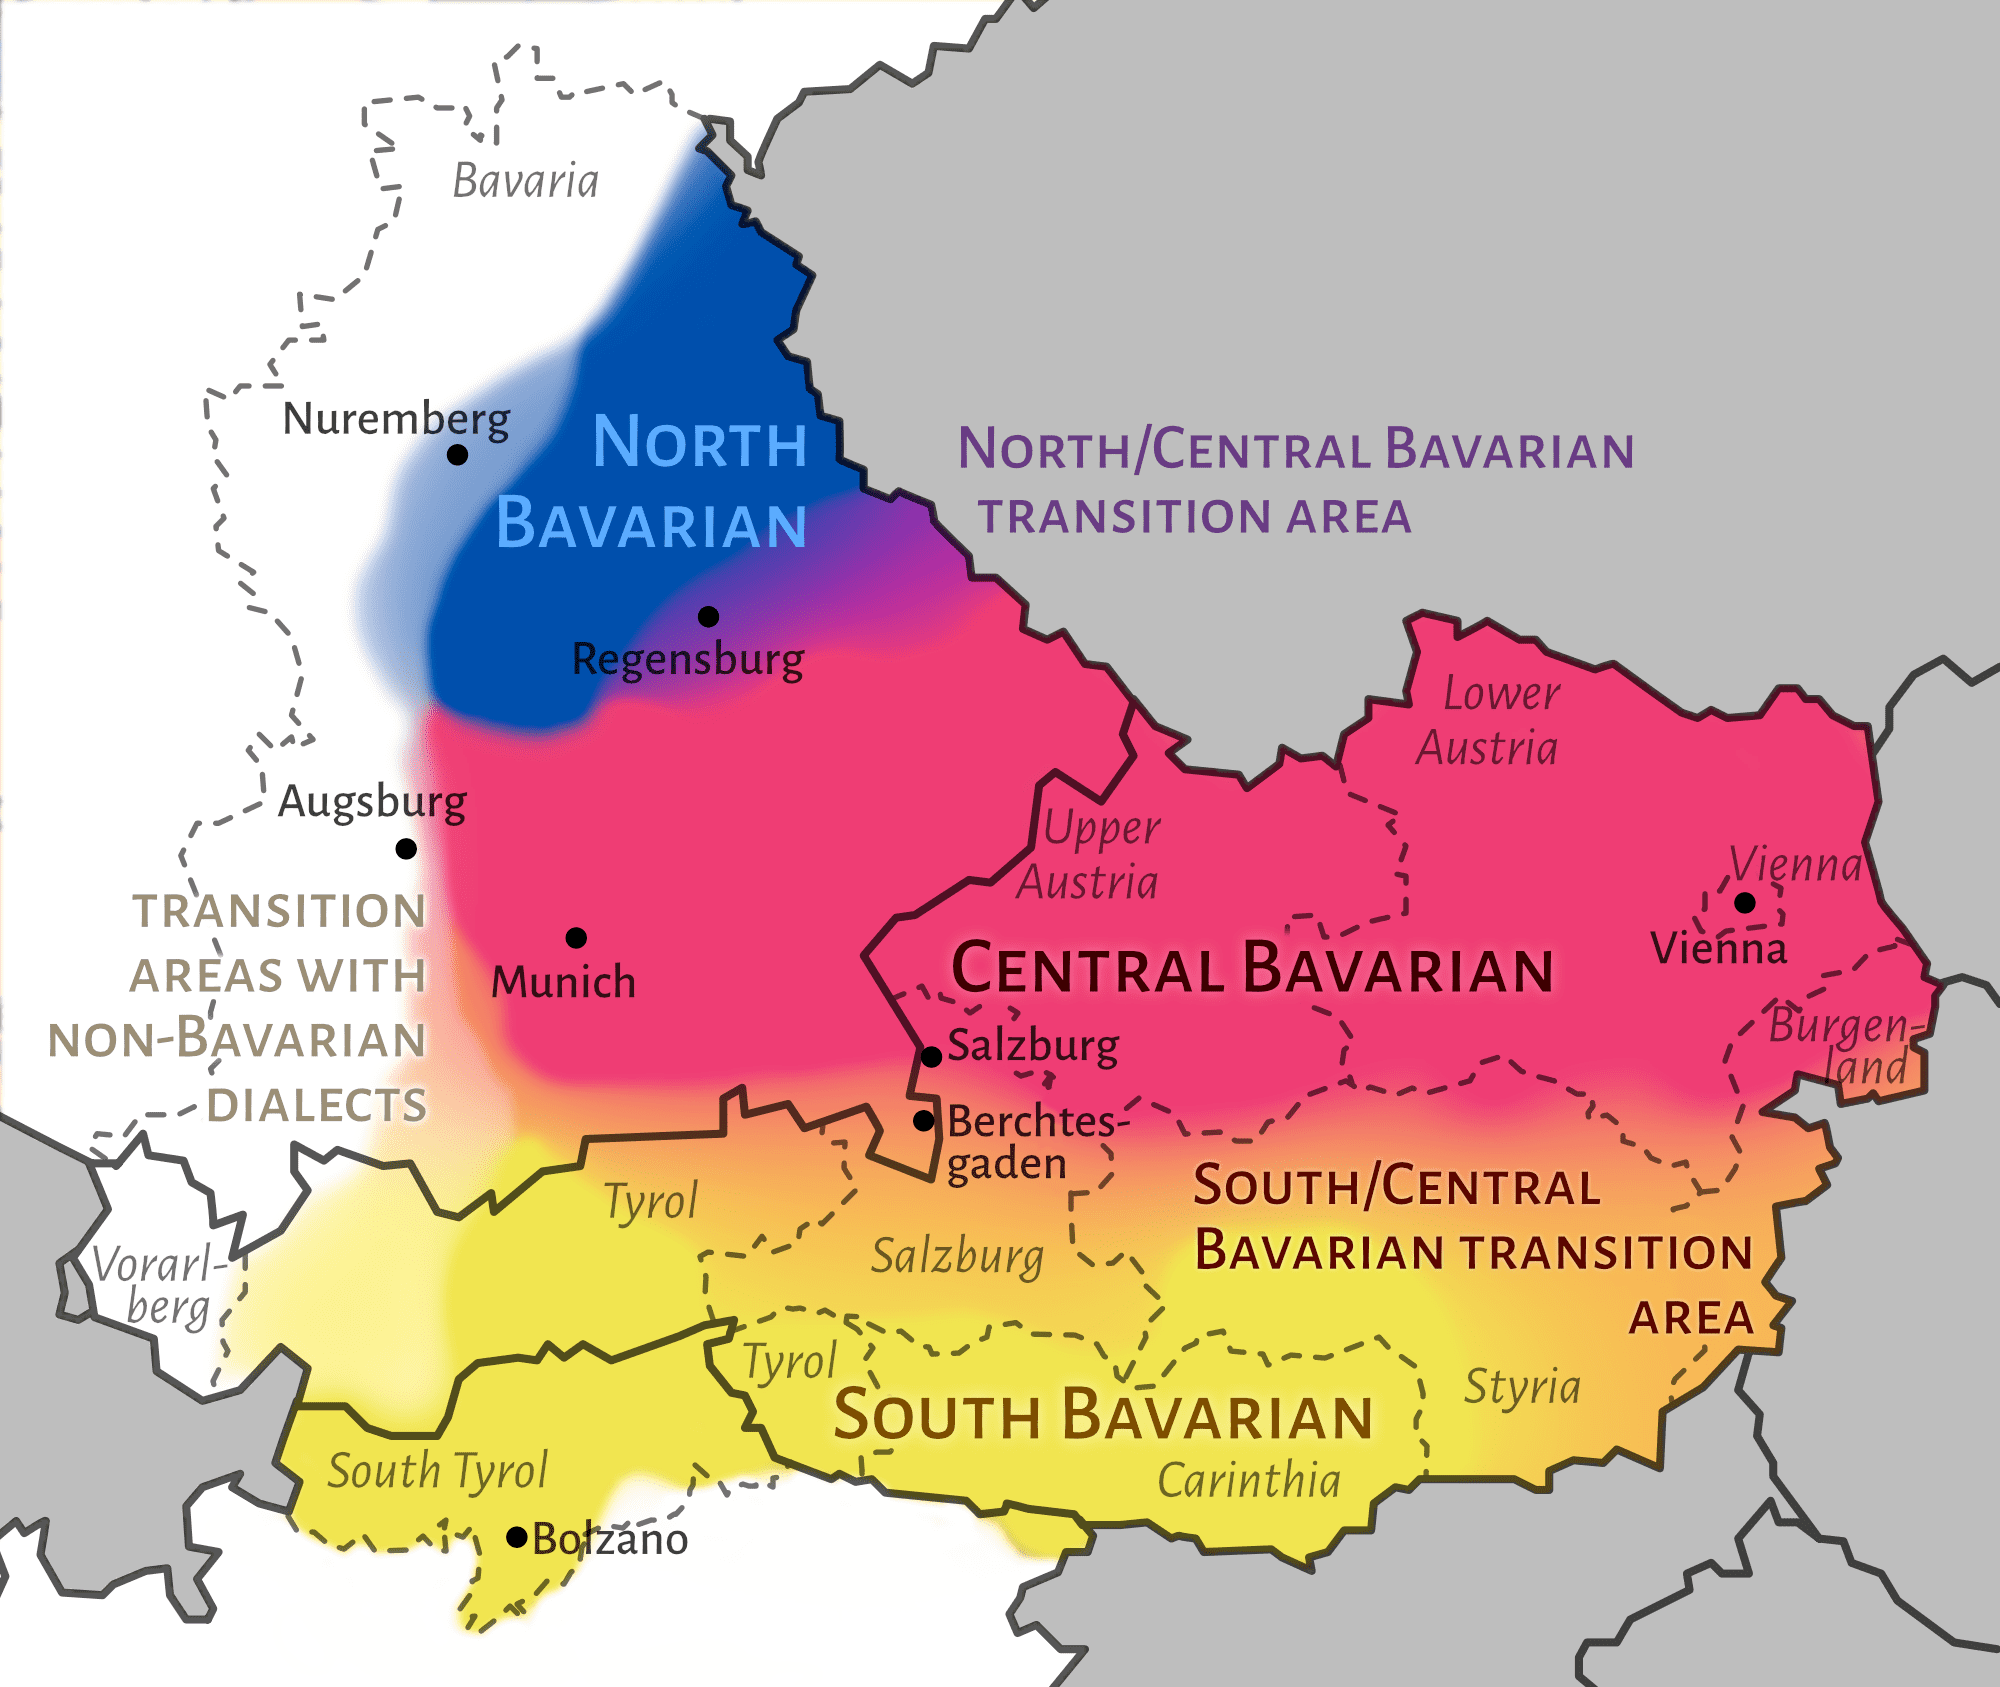 Bavaria
Nuremberg
NORTH
BAVARIAN
NORTH/CENTRAL BAVARIAN
TRANSITION AREA
Regensburg
Lower
Austria
Augsburg
Upper
Austria
Vienna
Vienna
TRANSITION
AREAS WITH
NON-BAVARIAN
DIALECTS
Munich
CENTRAL BAVARIAN
Salzburg
Burgen-
land
Berchtes-
gaden
SOUTH/CENTRAL
BAVARIAN TRANSITION
AREA
Tyrol
Salzburg
Vorarl-
berg
Tyrol
SOUTH BAVARIAN
Styria
South Tyrol
Carinthia
Bolzano